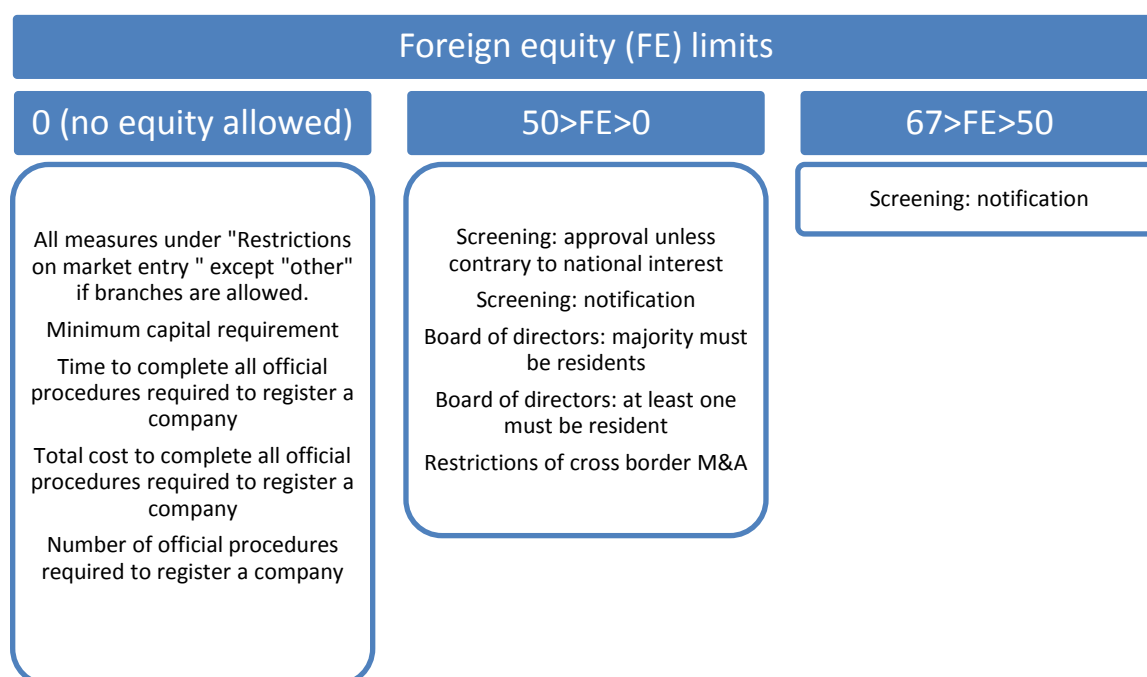 Foreign equity (FE) limits
0 (no equity allowed)
All measures under "Restrictions
on market entry " except "other"
if branches are allowed.
Minimum capital requirement
Time to complete all official
procedures required to register a
company
Total cost to complete all official
procedures required to register a
company
Number of official procedures
required to register a company
50>FE>0
Screening: approval unless
contrary to national interest
Screening: notification
Board of directors: majority must
be residents
Board of directors: at least one
must be resident
Restrictions of cross border M&A
67>FE>50
Screening: notification